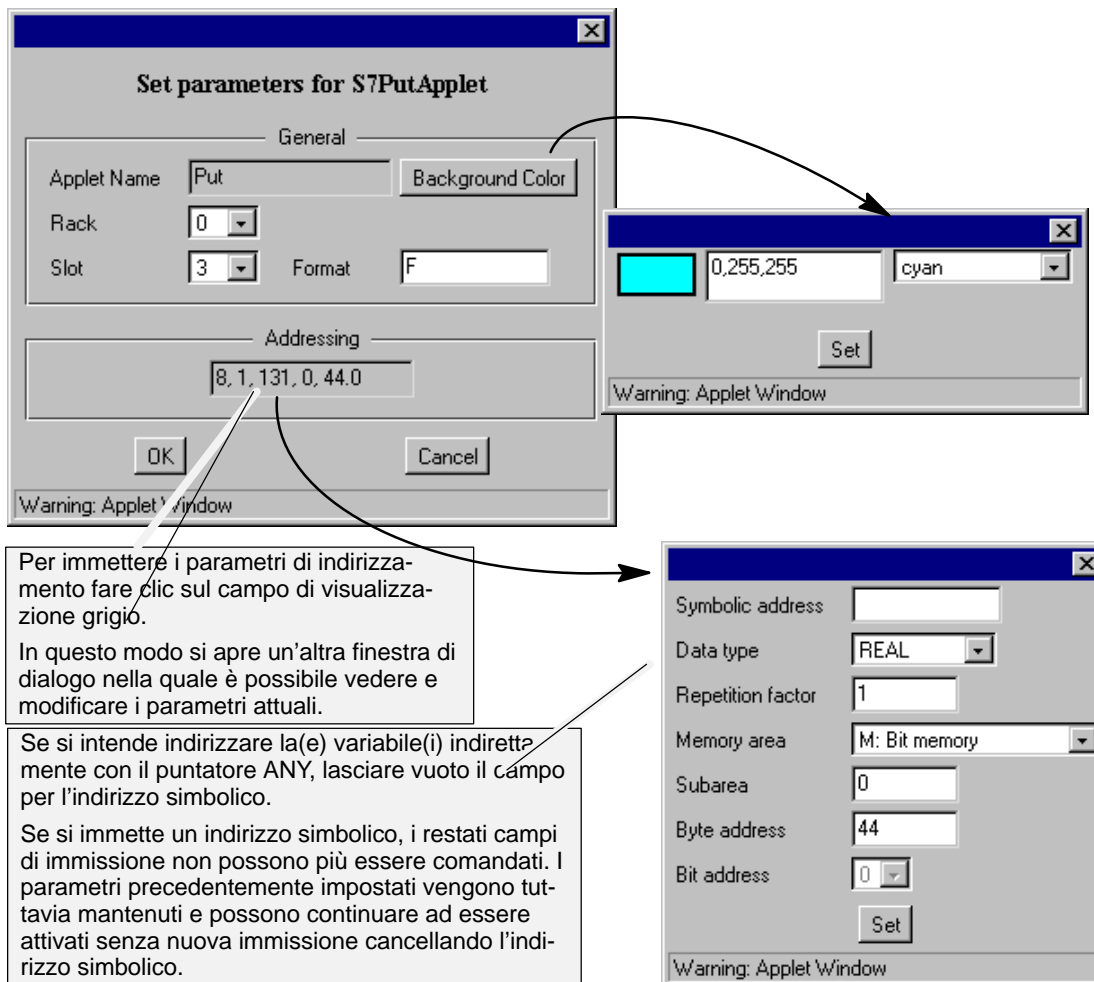 Set parameters for S7PutApplet
General
Applet Name Put Background Color
Rack 0
Slot 3 Format F
Addressing
8, 1, 131, 0, 44.0
OK Cancel
Warning: Applet Window
0,255,255 cyan
Set
Warning: Applet Window
Per immettere i parametri di indirizza-
mento fare clic sul campo di visualizza-
zione grigio.
In questo modo si apre un'altra finestra di
dialogo nella quale è possibile vedere e
modificare i parametri attuali.
Se si intende indirizzare la(e) variabile(i) indiretta-
mente con il puntatore ANY, lasciare vuoto il campo
per l'indirizzo simbolico.
Se si immette un indirizzo simbolico, i restati campi
di immissione non possono più essere comandati. I
parametri precedentemente impostati vengono tut-
tavia mantenuti e possono continuare ad essere
attivati senza nuova immissione cancellando l'indi-
rizzo simbolico.
Symbolic address
Data type REAL
Repetition factor 1
Memory area M: Bit memory
Subarea 0
Byte address 44
Bit address 0
Set
Warning: Applet Window